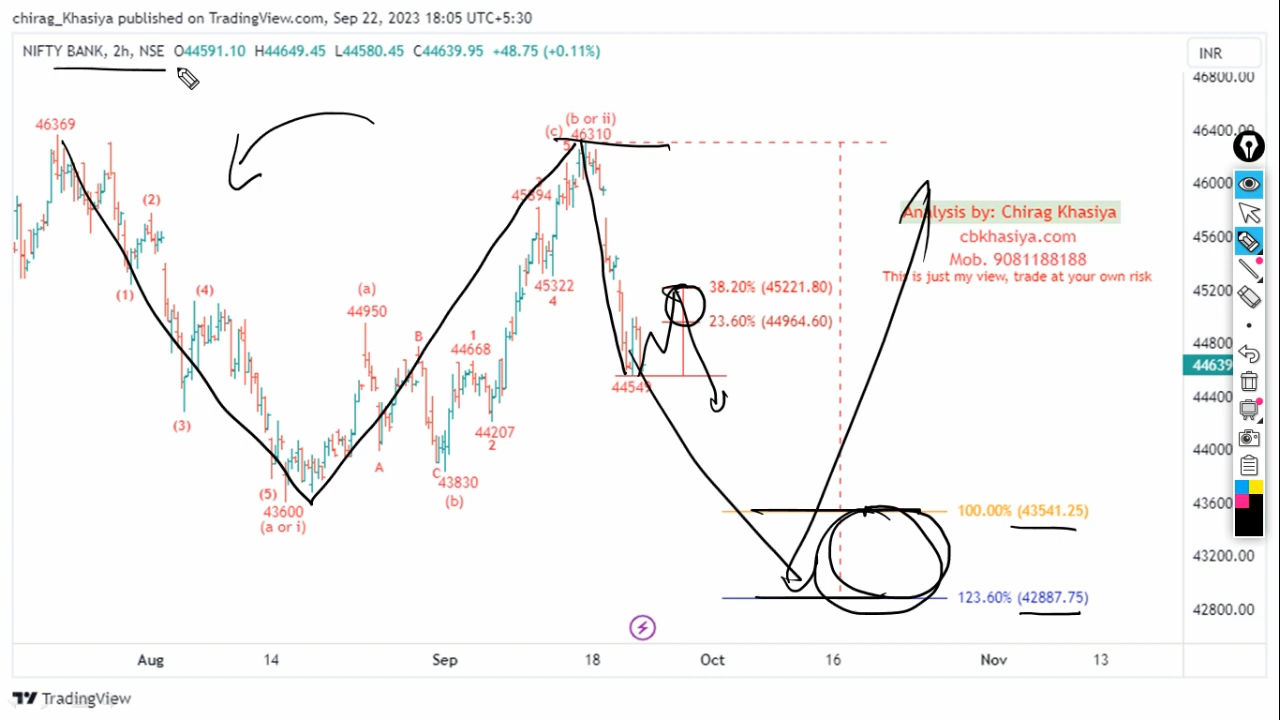 chirag_Khasiya published on TradingView.com, Sep 22, 2023 18:05 UTC+5:30
NIFTY BANK, 2h, NSE O44591.10 H44649.45 L44580.45 C44639.95 +48.75 (+0.11%)
INR
46800.00
46400.00
46000.00
45600.00
45200.00
44800.00
44639
44400.00
44000.00
43600.00
43200.00
42800.00
46369
(2)
(1)
(4)
(3)
(5)
43600
(a or i)
(a)
44950
A
B
C
43830
(b)
1
44668
44207
2
45894
45322
4
(b or ii)
(c)
46310
5
44549
38.20% (45221.80)
23.60% (44964.60)
Analysis by: Chirag Khasiya
cbkhasiya.com
Mob. 9081188188
This is just my view, trade at your own risk
100.00% (43541.25)
123.60% (42887.75)
Aug
14
Sep
18
Oct
16
Nov
13
TradingView